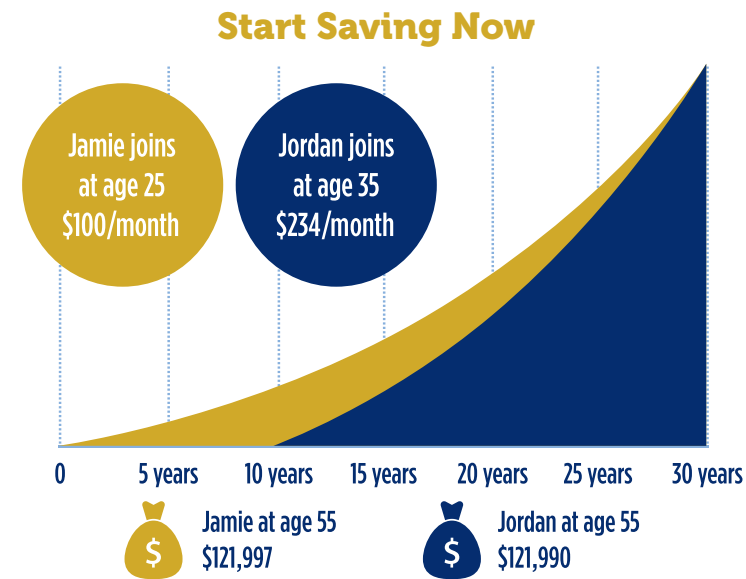 Start Saving Now
Jamie joins
at age 25
$100/month
Jordan joins
at age 35
$234/month
0
5 years
10 years
15 years
20 years
25 years
30 years
$
Jamie at age 55
$121,997
$
Jordan at age 55
$121,990